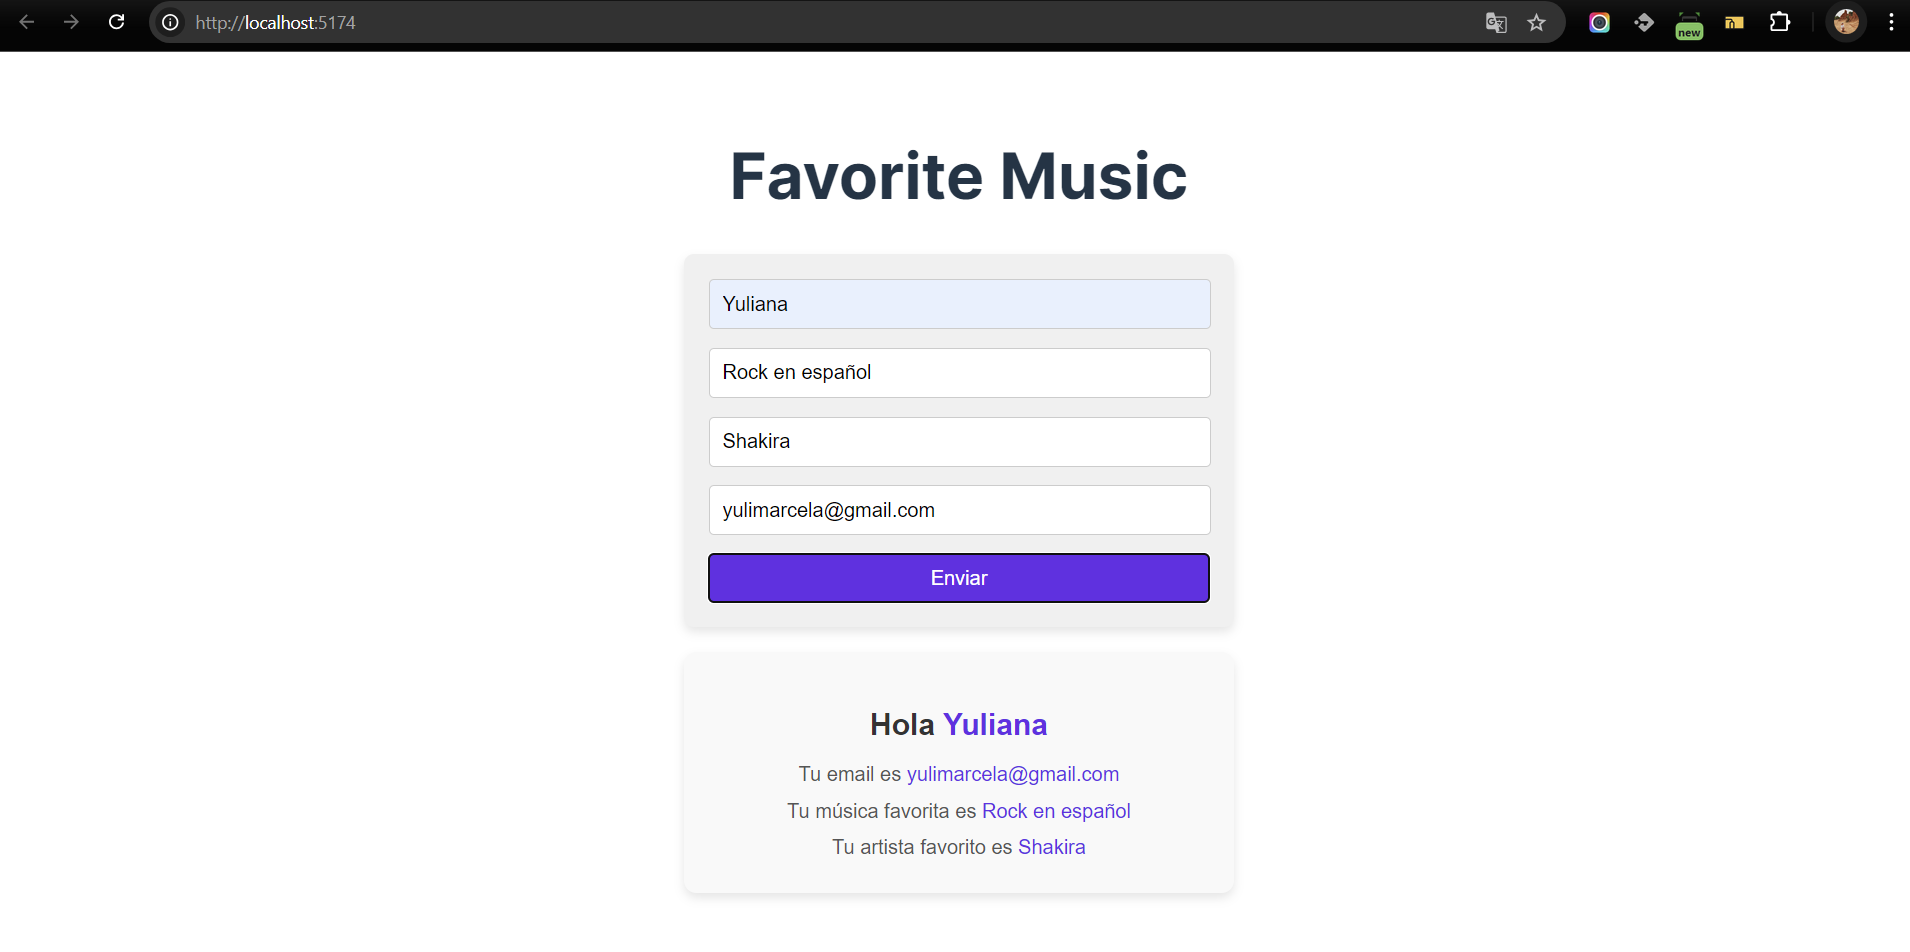 http://localhost:5174
new
Favorite Music
Yuliana
Rock en español
Shakira
yulimarcela@gmail.com
Enviar
Hola Yuliana
Tu email es yulimarcela@gmail.com
Tu música favorita es Rock en español
Tu artista favorito es Shakira